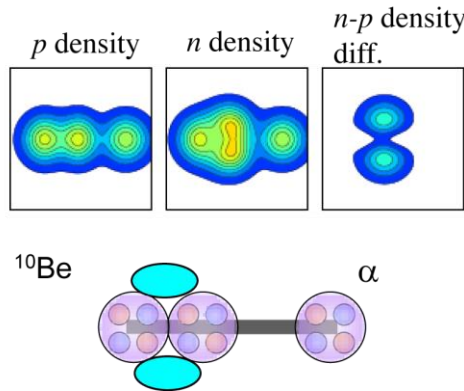 p density
n density
n-p density
diff.
¹⁰Be
α